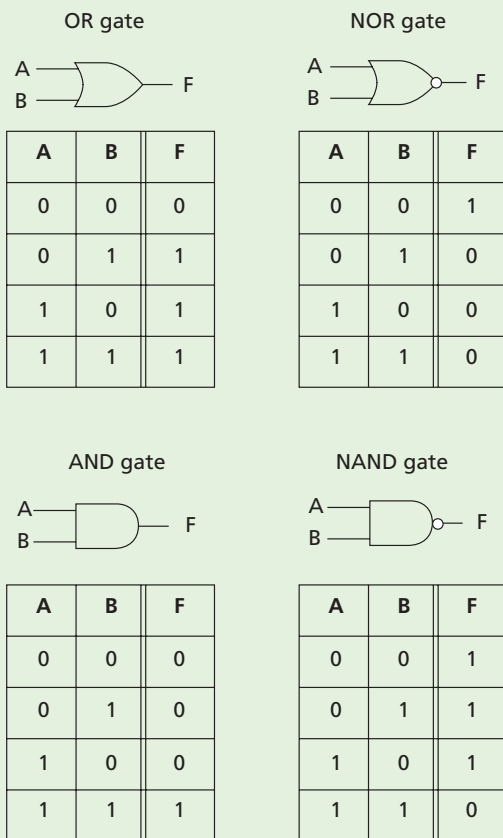 OR gate
A
B
F
A B F
0 0 0
0 1 1
1 0 1
1 1 1
NOR gate
A
B
F
A B F
0 0 1
0 1 0
1 0 0
1 1 0
AND gate
A
B
F
A B F
0 0 0
0 1 0
1 0 0
1 1 1
NAND gate
A
B
F
A B F
0 0 1
0 1 1
1 0 1
1 1 0